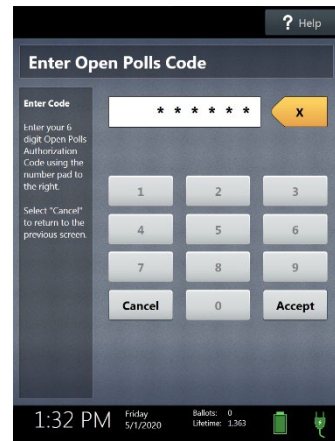 ? Help
Enter Open Polls Code
Enter Code
Enter your 6
digit Open Polls
Authorization
Code using the
number pad to
the right.
Select "Cancel"
to return to the
previous screen.
* * * * * * X
1 2 3
4 5 6
7 8 9
Cancel 0 Accept
1:32 PM
Friday
5/1/2020
Ballots: 0
Lifetime: 1,363